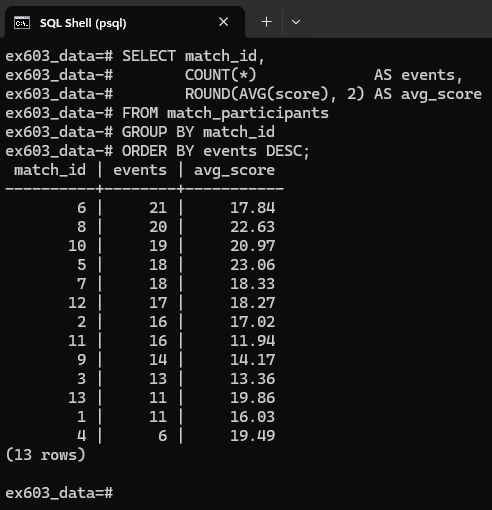 SQL Shell (psql)
ex603_data=# SELECT match_id,
ex603_data-#        COUNT(*)             AS events,
ex603_data-#        ROUND(AVG(score), 2) AS avg_score
ex603_data-# FROM match_participants
ex603_data-# GROUP BY match_id
ex603_data-# ORDER BY events DESC;
 match_id | events | avg_score
----------+--------+-----------
        6 |     21 |     17.84
        8 |     20 |     22.63
       10 |     19 |     20.97
        5 |     18 |     23.06
        7 |     18 |     18.33
       12 |     17 |     18.27
        2 |     16 |     17.02
       11 |     16 |     11.94
        9 |     14 |     14.17
        3 |     13 |     13.36
       13 |     11 |     19.86
        1 |     11 |     16.03
        4 |      6 |     19.49
(13 rows)
ex603_data=#